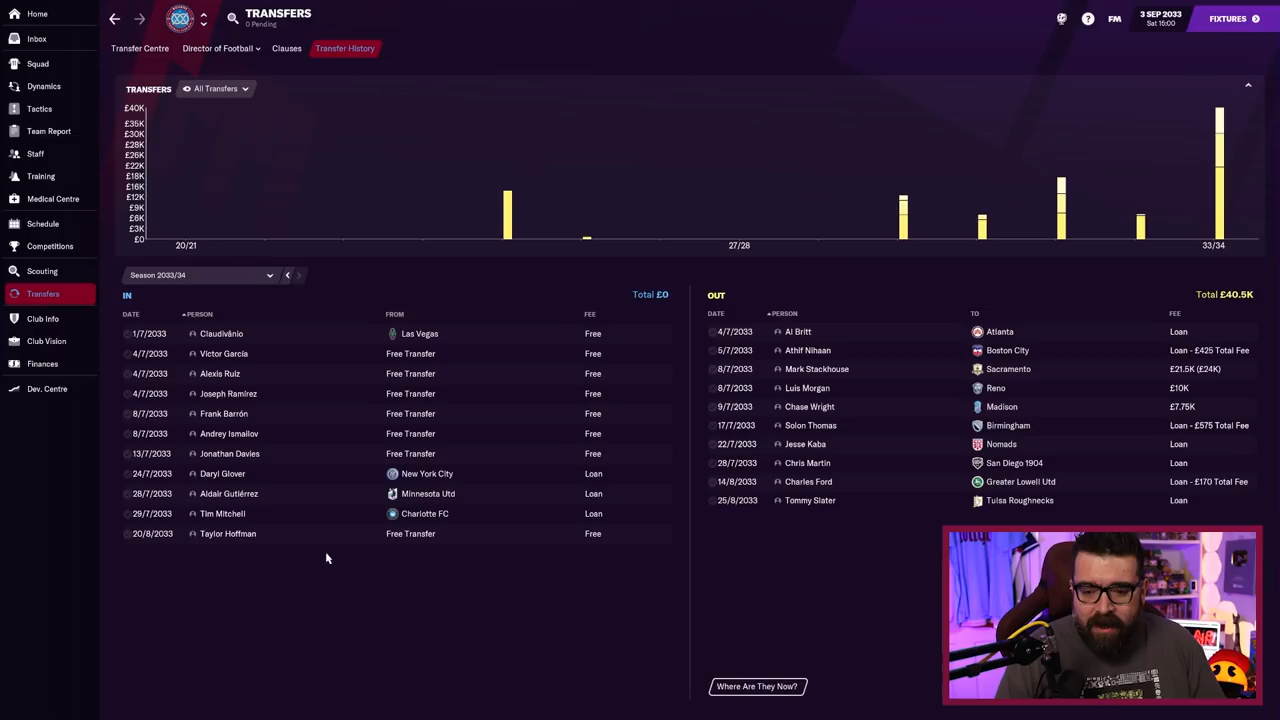 Home
Inbox
Squad
Dynamics
Tactics
Team Report
Staff
Training
Medical Centre
Schedule
Competitions
Scouting
Transfers
Club Info
Club Vision
Finances
Dev. Centre
TRANSFERS
0 Pending
FM
3 SEP 2033
Sat 15:00
FIXTURES
Transfer Centre
Director of Football
Clauses
Transfer History
TRANSFERS
All Transfers
£40K
£35K
£30K
£28K
£26K
£22K
£18K
£16K
£12K
£9K
£6K
£3K
£0
20/21
27/28
33/34
Season 2033/34
IN
Total £0
DATE PERSON FROM FEE
1/7/2033 Claudivânio Las Vegas Free
4/7/2033 Víctor García Free Transfer Free
4/7/2033 Alexis Ruiz Free Transfer Free
4/7/2033 Joseph Ramírez Free Transfer Free
8/7/2033 Frank Barrón Free Transfer Free
8/7/2033 Andrey Ismailov Free Transfer Free
13/7/2033 Jonathan Davies Free Transfer Free
24/7/2033 Daryl Glover New York City Loan
28/7/2033 Aldair Gutiérrez Minnesota Utd Loan
29/7/2033 Tim Mitchell Charlotte FC Loan
20/8/2033 Taylor Hoffman Free Transfer Free
OUT
Total £40.5K
DATE PERSON TO FEE
4/7/2033 Al Britt Atlanta Loan
5/7/2033 Athif Nihaan Boston City Loan - £425 Total Fee
8/7/2033 Mark Stackhouse Sacramento £21.5K (£24K)
8/7/2033 Luis Morgan Reno £10K
9/7/2033 Chase Wright Madison £7.75K
17/7/2033 Solon Thomas Birmingham Loan - £575 Total Fee
22/7/2033 Jesse Kaba Nomads Loan
28/7/2033 Chris Martin San Diego 1904 Loan
14/8/2033 Charles Ford Greater Lowell Utd Loan - £170 Total Fee
25/8/2033 Tommy Slater Tulsa Roughnecks Loan
Where Are They Now?